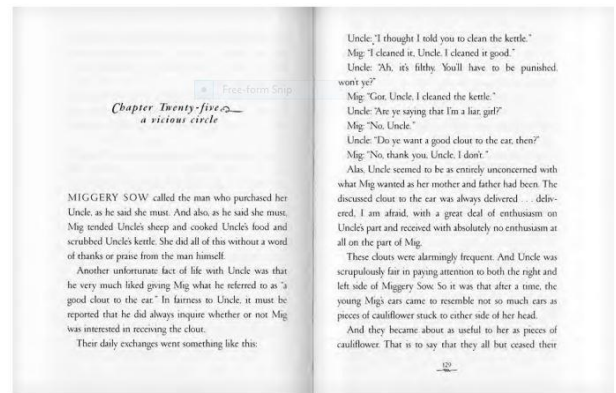 Free-form Snip
Chapter Twenty-five
a vicious circle
MIGGERY SOW called the man who purchased her
Uncle, as he said she must. And also, as he said she must,
Mig tended Uncle's sheep and cooked Uncle's food and
scrubbed Uncle's kettle. She did all of this without a word
of thanks or praise from the man himself.
Another unfortunate fact of life with Uncle was that
he very much liked giving Mig what he referred to as "a
good clout to the ear." In fairness to Uncle, it must be
reported that he did always inquire whether or not Mig
was interested in receiving the clout.
Their daily exchanges went something like this:
Uncle: "I thought I told you to clean the kettle."
Mig: "I cleaned it, Uncle. I cleaned it good."
Uncle: "Ah, it's filthy. You'll have to be punished,
won't ye?"
Mig: "Gor, Uncle, I cleaned the kettle."
Uncle: "Are ye saying that I'm a liar, girl?"
Mig: "No, Uncle."
Uncle: "Do ye want a good clout to the ear, then?"
Mig: "No, thank you, Uncle, I don't."
Alas, Uncle seemed to be as entirely unconcerned with
what Mig wanted as her mother and father had been. The
discussed clout to the ear was always delivered . . . deliv-
ered, I am afraid, with a great deal of enthusiasm on
Uncle's part and received with absolutely no enthusiasm at
all on the part of Mig.
These clouts were alarmingly frequent. And Uncle was
scrupulously fair in paying attention to both the right and
left side of Miggery Sow. So it was that after a time, the
young Mig's ears came to resemble not so much ears as
pieces of cauliflower stuck to either side of her head.
And they became about as useful to her as pieces of
cauliflower. That is to say that they all but ceased their
129